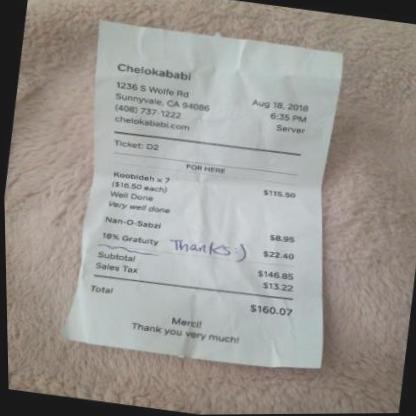 Chelokababi
1236 S Wolfe Rd
Sunnyvale, CA 94086
(408) 737-1222
chelokababi.com
Aug 18, 2018
6:35 PM
Server
Ticket: D2
FOR HERE
Koobideh x 7 $115.50
($16.50 each)
Well Done
Very well done
Nan-O-Sabzi $8.95
18% Gratuity Thanks :) $22.40
Subtotal $146.85
Sales Tax $13.22
Total $160.07
Merci!
Thank you very much!